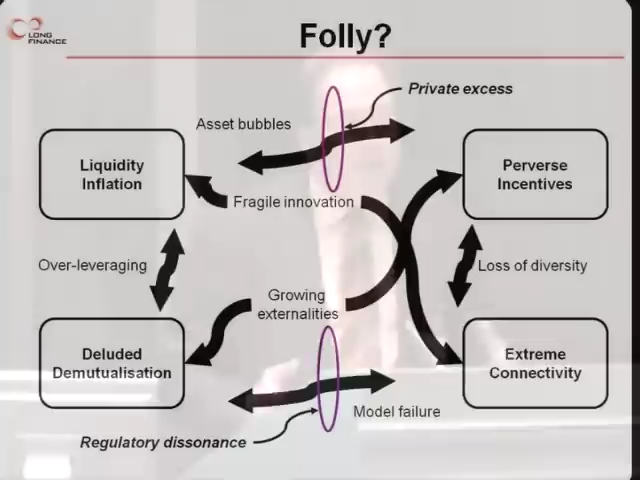 LONG
FINANCE
Folly?
Private excess
Asset bubbles
Liquidity
Inflation
Perverse
Incentives
Fragile innovation
Over-leveraging
Loss of diversity
Growing
externalities
Deluded
Demutualisation
Extreme
Connectivity
Model failure
Regulatory dissonance